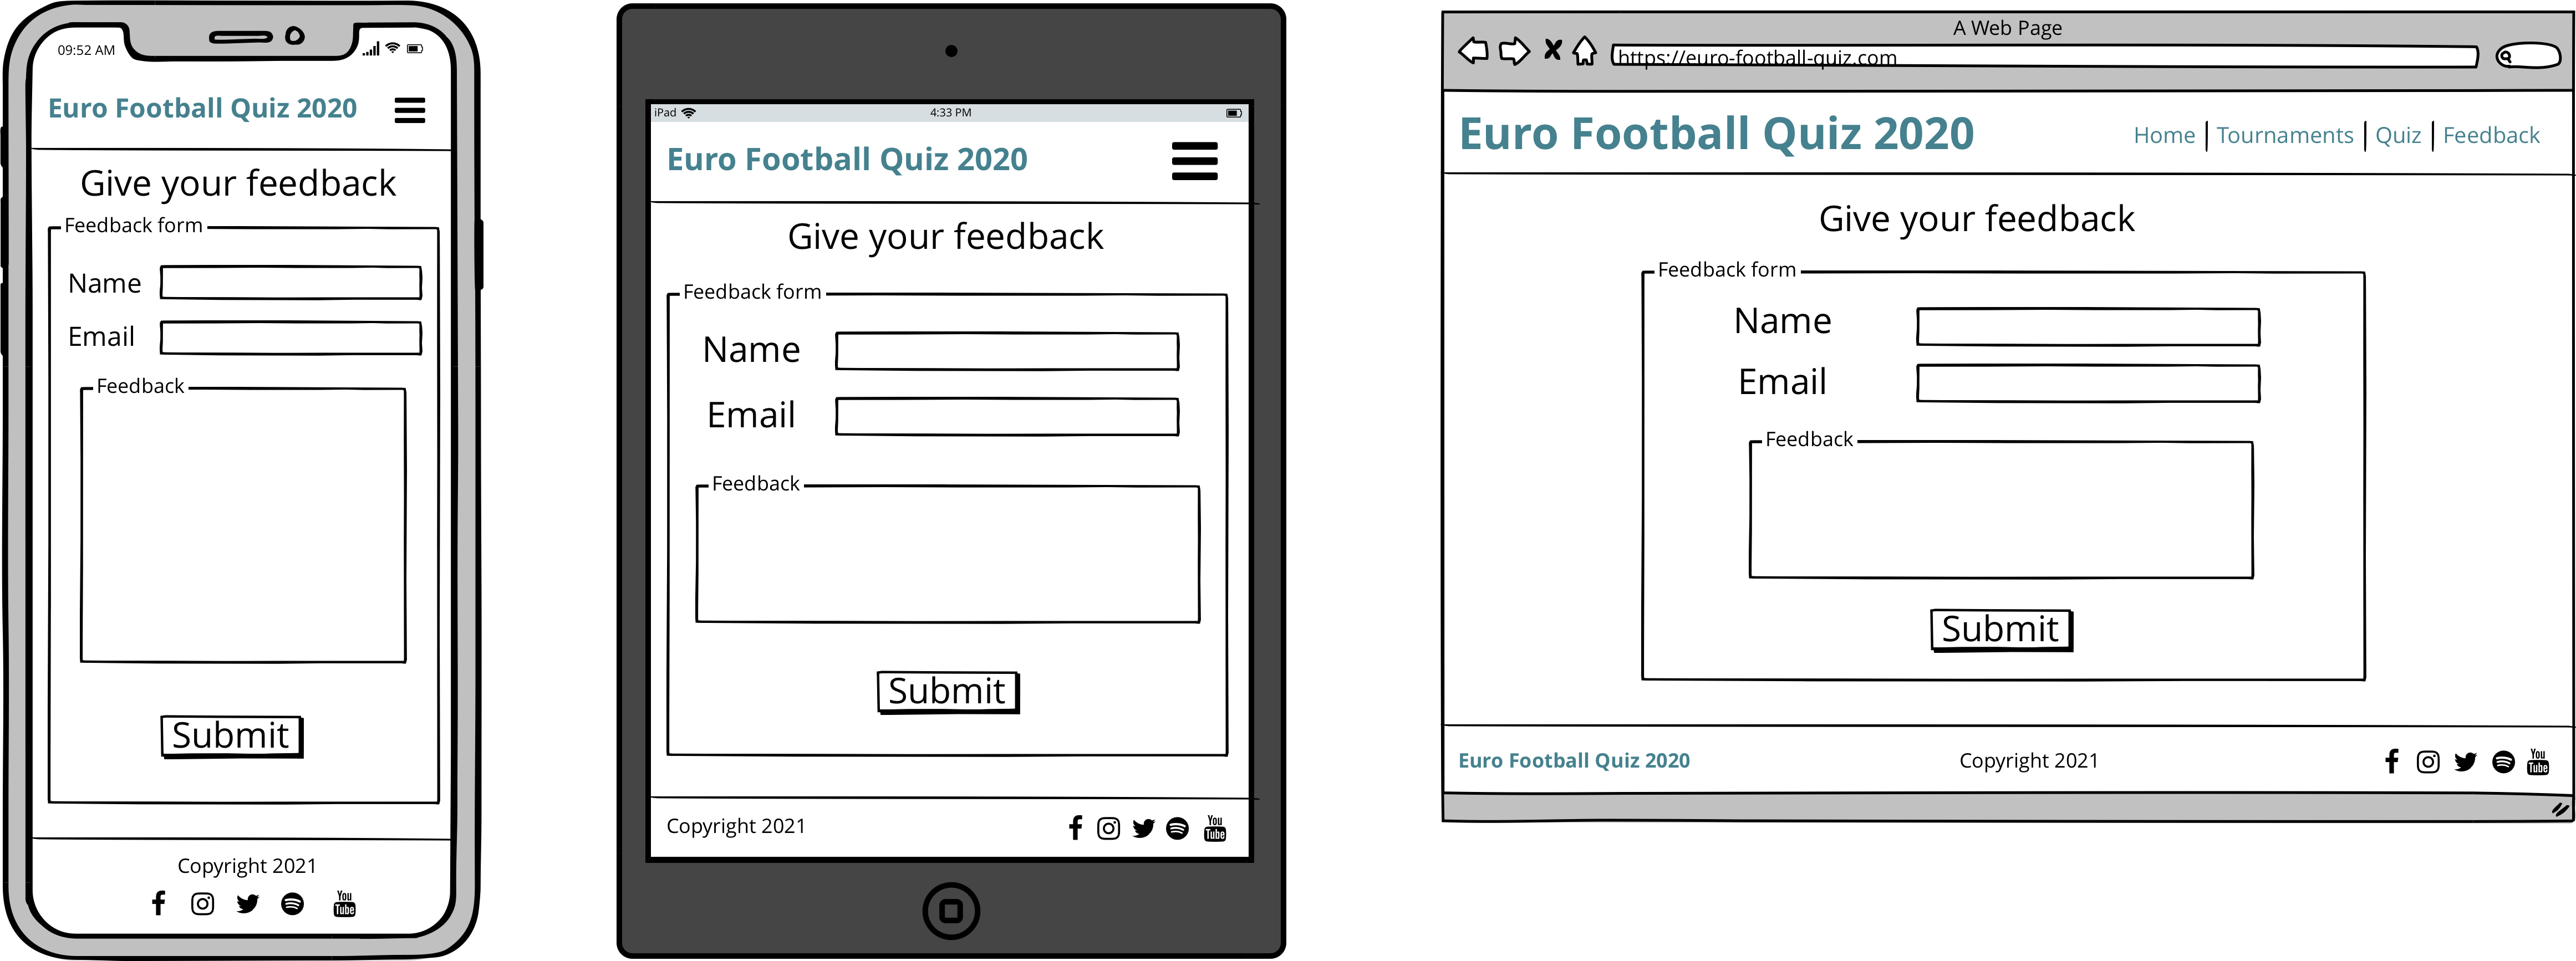 09:52 AM
Euro Football Quiz 2020
Give your feedback
Feedback form
Name
Email
Feedback
Submit
Copyright 2021
You
Tube
iPad
4:33 PM
Euro Football Quiz 2020
Give your feedback
Feedback form
Name
Email
Feedback
Submit
Copyright 2021
You
Tube
A Web Page
https://euro-football-quiz.com
Euro Football Quiz 2020
Home | Tournaments | Quiz | Feedback
Give your feedback
Feedback form
Name
Email
Feedback
Submit
Euro Football Quiz 2020 Copyright 2021
You
Tube